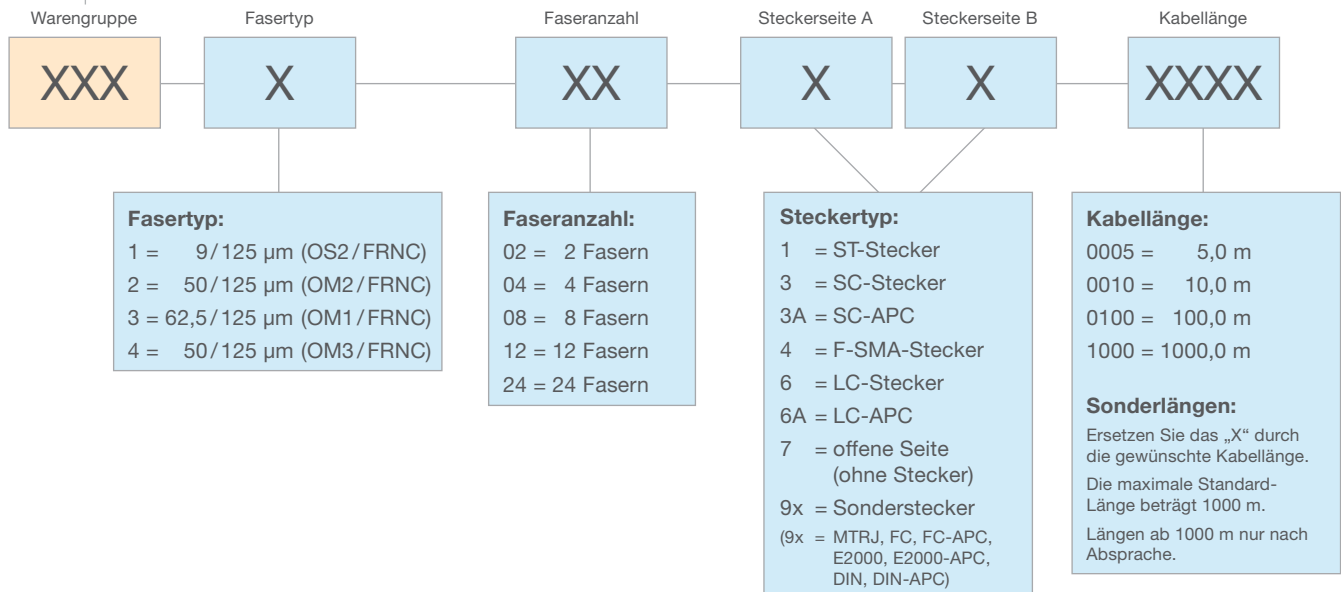 Warengruppe Fasertyp Faseranzahl Steckerseite A Steckerseite B Kabellänge
XXX X XX X X XXXX
Fasertyp:
1 = 9/125 µm (OS2/FRNC)
2 = 50/125 µm (OM2/FRNC)
3 = 62,5/125 µm (OM1/FRNC)
4 = 50/125 µm (OM3/FRNC)
Faseranzahl:
02 = 2 Fasern
04 = 4 Fasern
08 = 8 Fasern
12 = 12 Fasern
24 = 24 Fasern
Steckertyp:
1 = ST-Stecker
3 = SC-Stecker
3A = SC-APC
4 = F-SMA-Stecker
6 = LC-Stecker
6A = LC-APC
7 = offene Seite
(ohne Stecker)
9x = Sonderstecker
(9x = MTRJ, FC, FC-APC,
E2000, E2000-APC,
DIN, DIN-APC)
Kabellänge:
0005 = 5,0 m
0010 = 10,0 m
0100 = 100,0 m
1000 = 1000,0 m
Sonderlängen:
Ersetzen Sie das „X“ durch
die gewünschte Kabellänge.
Die maximale Standard-
Länge beträgt 1000 m.
Längen ab 1000 m nur nach
Absprache.